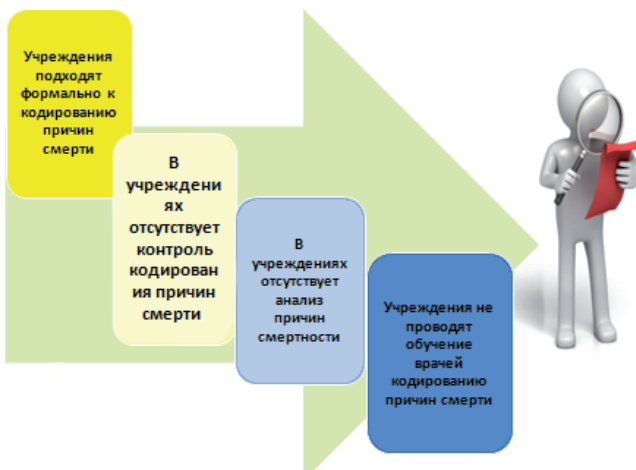 Учреждения
подходят
формально к
кодированию
причин
смерти
В
учреждени
ях
отсутствует
контроль
кодирован
ия причин
смерти
В
учреждениях
отсутствует
анализ
причин
смертности
Учреждения не
проводят
обучение
врачей
кодированию
причин смерти